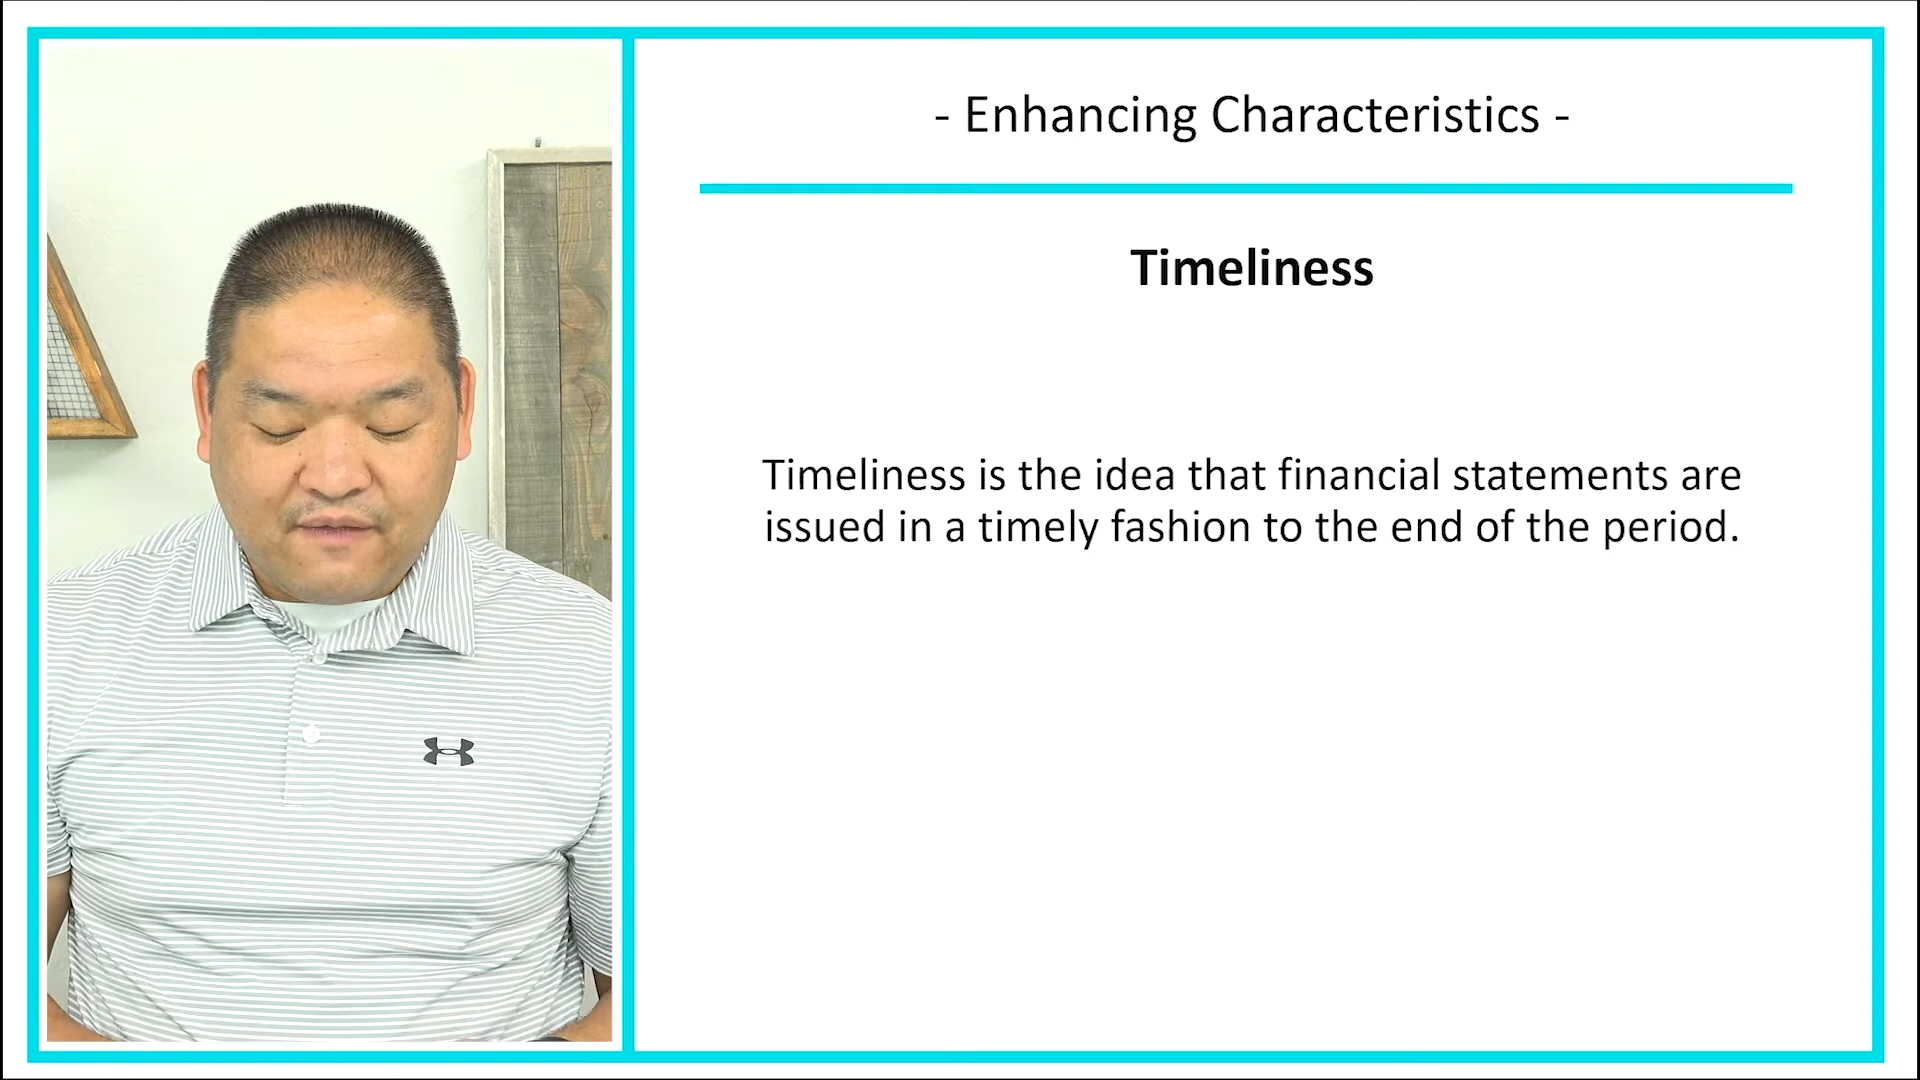 - Enhancing Characteristics -
Timeliness
Timeliness is the idea that financial statements are
issued in a timely fashion to the end of the period.